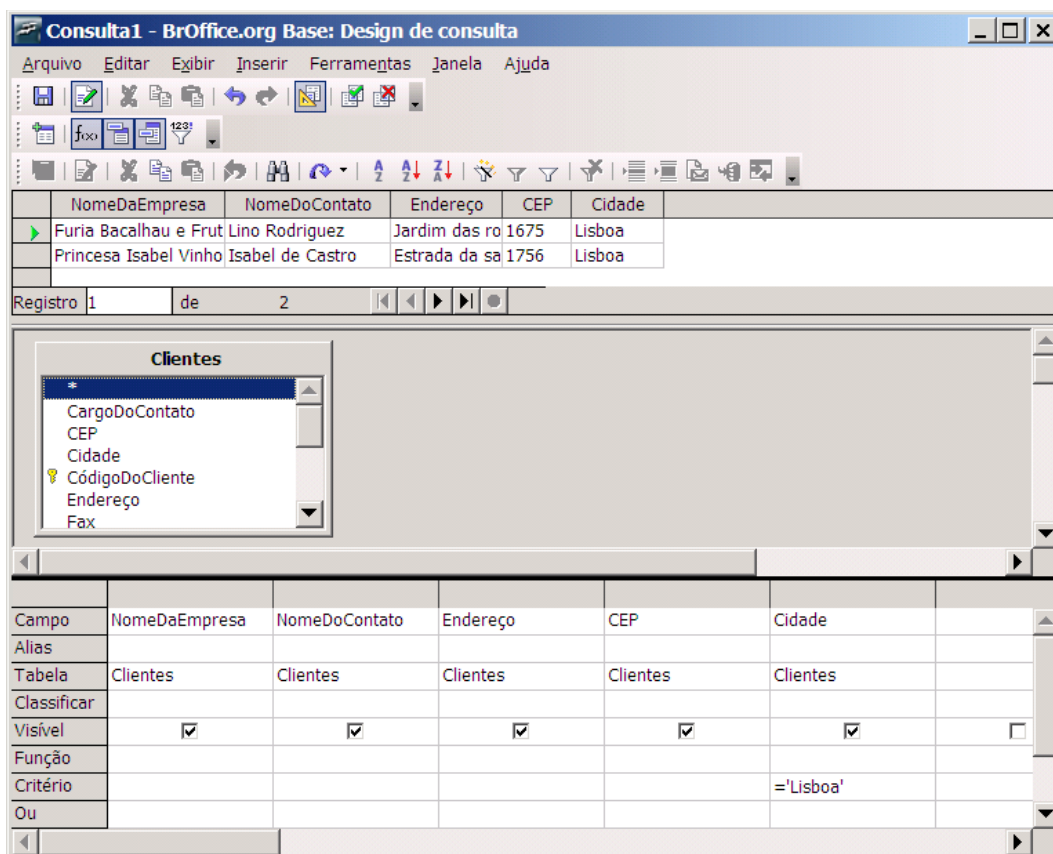 Consulta1 - BrOffice.org Base: Design de consulta
Arquivo Editar Exibir Inserir Ferramentas Janela Ajuda
NomeDaEmpresa NomeDoContato Endereço CEP Cidade
Furia Bacalhau e Frut Lino Rodriguez Jardim das ro 1675 Lisboa
Princesa Isabel Vinho Isabel de Castro Estrada da sa 1756 Lisboa
Registro 1 de 2
Clientes
*
CargoDoContato
CEP
Cidade
CódigoDoCliente
Endereço
Fax
Campo NomeDaEmpresa NomeDoContato Endereço CEP Cidade
Alias
Tabela Clientes Clientes Clientes Clientes Clientes
Classificar
Visível
Função
Critério ='Lisboa'
Ou